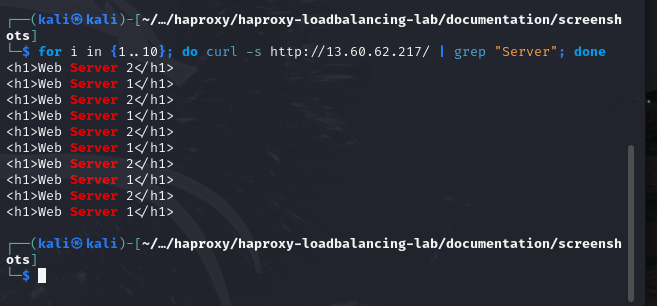 ┌──(kali㉿kali)-[~/…/haproxy/haproxy-loadbalancing-lab/documentation/screensh
ots]
└─$ for i in {1..10}; do curl -s http://13.60.62.217/ | grep "Server"; done
<h1>Web Server 2</h1>
<h1>Web Server 1</h1>
<h1>Web Server 2</h1>
<h1>Web Server 1</h1>
<h1>Web Server 2</h1>
<h1>Web Server 1</h1>
<h1>Web Server 2</h1>
<h1>Web Server 1</h1>
<h1>Web Server 2</h1>
<h1>Web Server 1</h1>
┌──(kali㉿kali)-[~/…/haproxy/haproxy-loadbalancing-lab/documentation/screensh
ots]
└─$